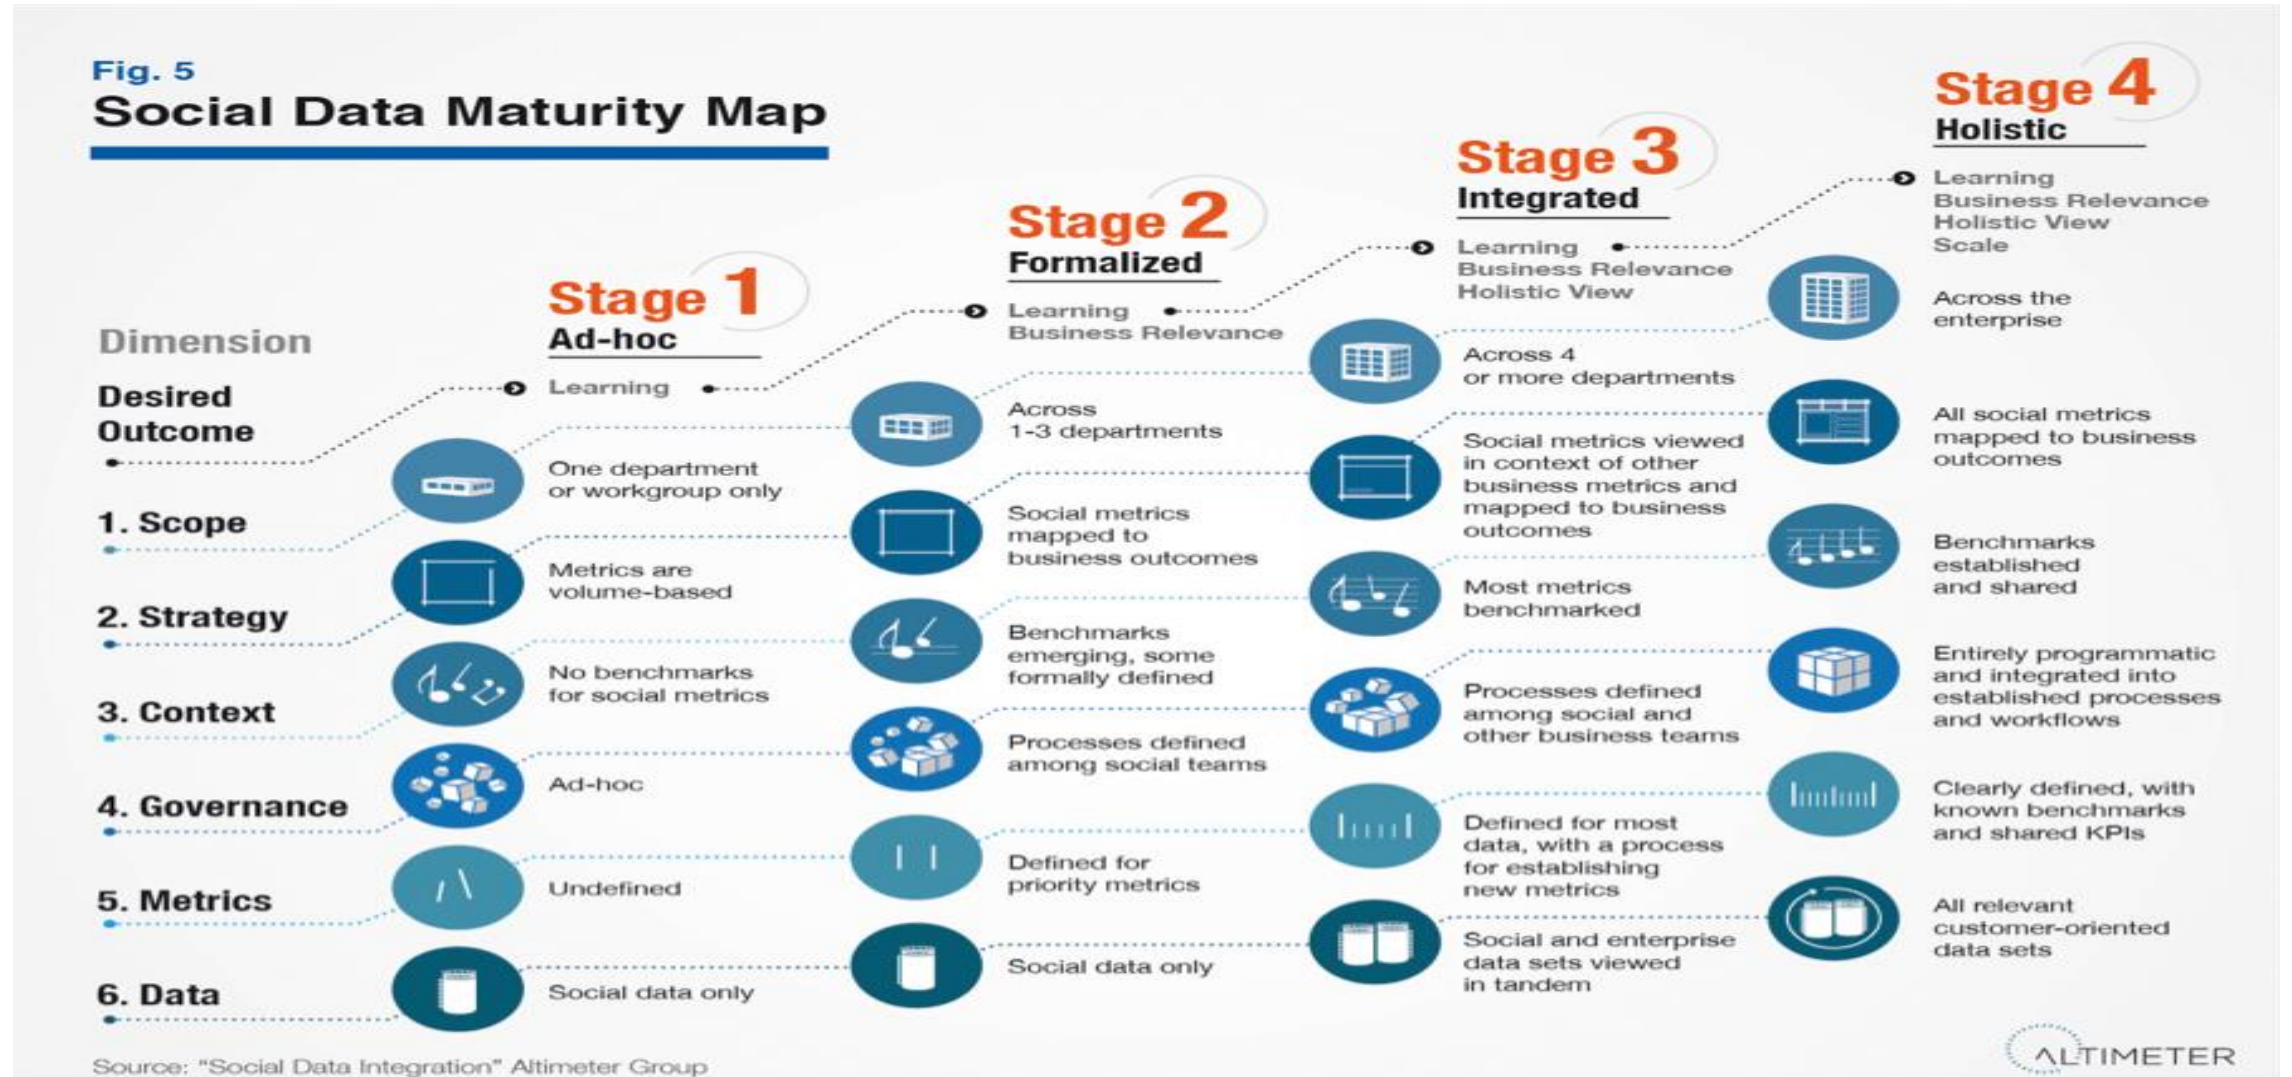 Fig. 5
Social Data Maturity Map
Dimension
Desired
Outcome
1. Scope
2. Strategy
3. Context
4. Governance
5. Metrics
6. Data
Stage 1
Ad-hoc
Learning
One department
or workgroup only
Metrics are
volume-based
No benchmarks
for social metrics
Ad-hoc
Undefined
Social data only
Stage 2
Formalized
Learning
Business Relevance
Across
1-3 departments
Social metrics
mapped to
business outcomes
Benchmarks
emerging, some
formally defined
Processes defined
among social teams
Defined for
priority metrics
Social data only
Stage 3
Integrated
Learning
Business Relevance
Holistic View
Across 4
or more departments
Social metrics viewed
in context of other
business metrics and
mapped to business
outcomes
Most metrics
benchmarked
Processes defined
among social and
other business teams
Defined for most
data, with a process
for establishing
new metrics
Social and enterprise
data sets viewed
in tandem
Stage 4
Holistic
Learning
Business Relevance
Holistic View
Scale
Across the
enterprise
All social metrics
mapped to business
outcomes
Benchmarks
established
and shared
Entirely programmatic
and integrated into
established processes
and workflows
Clearly defined, with
known benchmarks
and shared KPIs
All relevant
customer-oriented
data sets
Source: "Social Data Integration" Altimeter Group
ALTIMETER